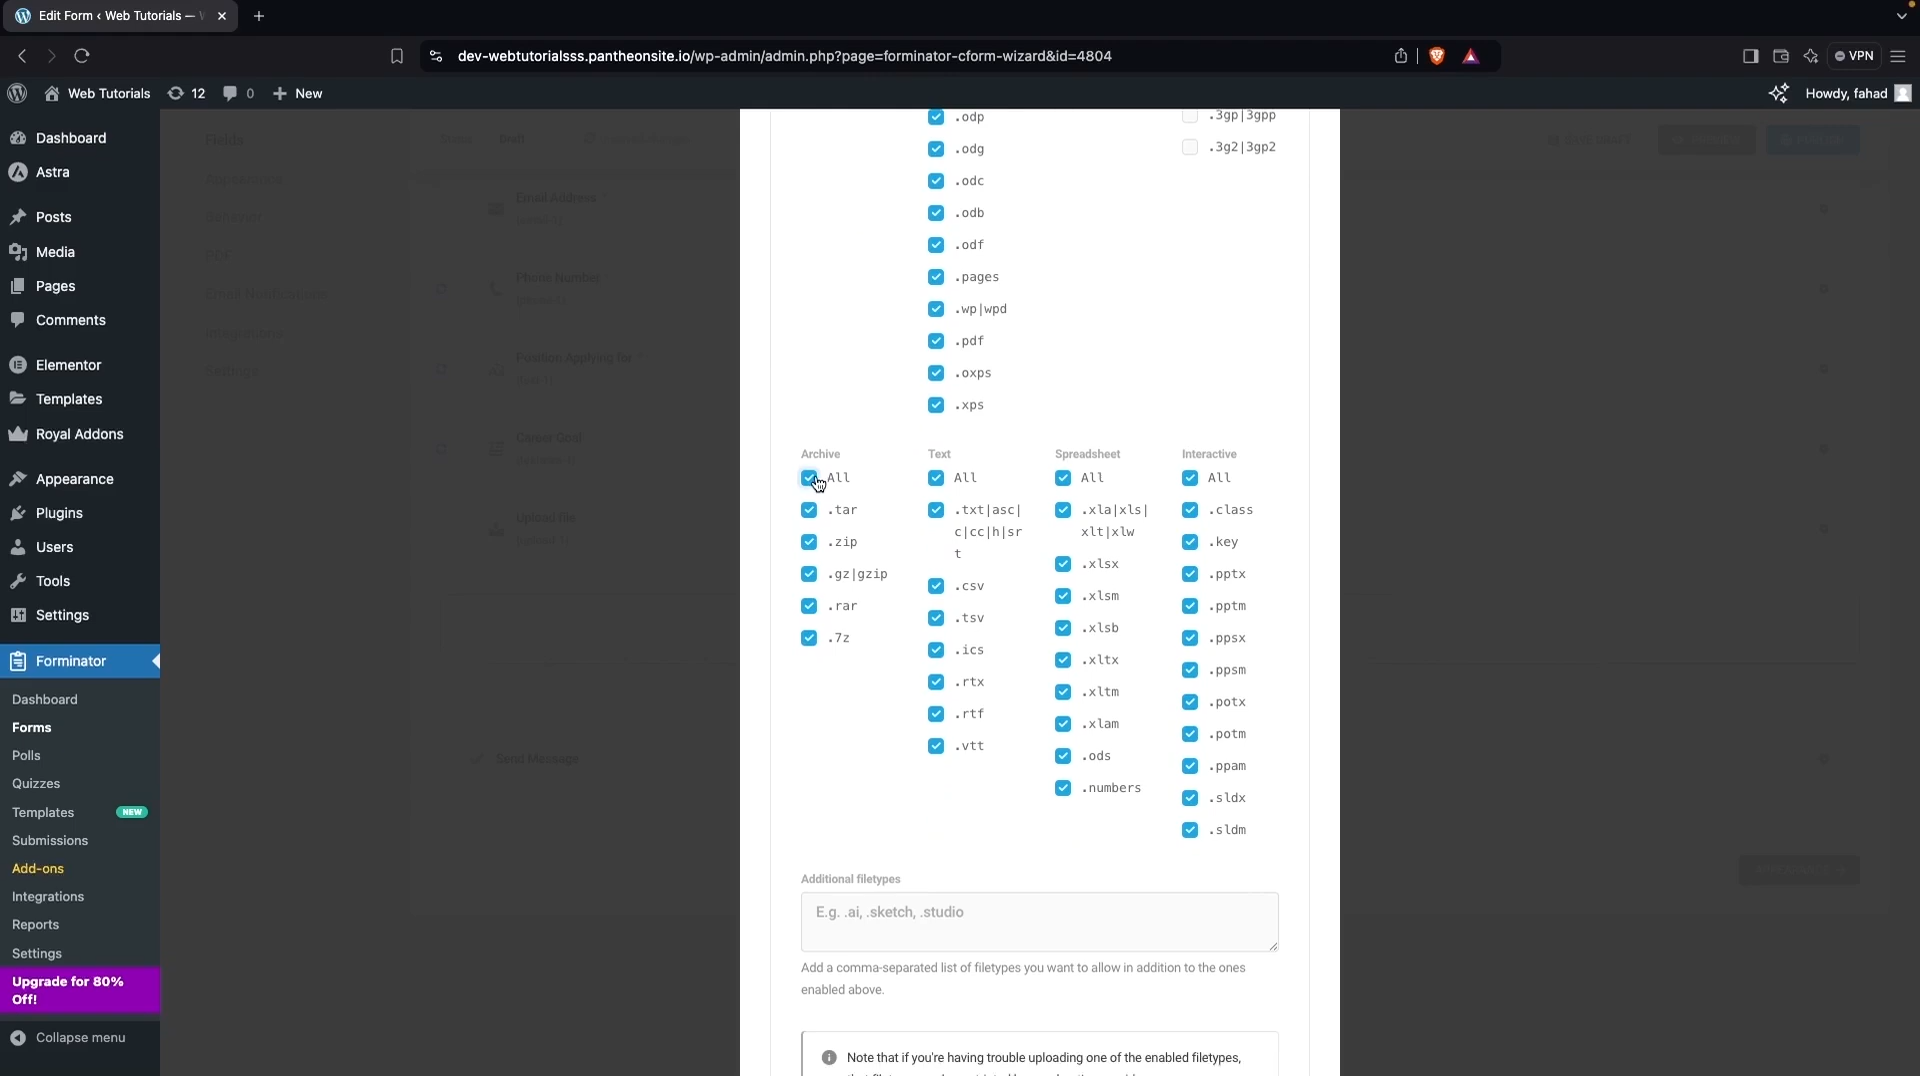 Edit Form ‹ Web Tutorials —
dev-webtutorialsss.pantheonsite.io/wp-admin/admin.php?page=forminator-cform-wizard&id=4804
VPN
Web Tutorials
12
0
New
Howdy, fahad
Dashboard
Astra
Posts
Media
Pages
Comments
Elementor
Templates
Royal Addons
Appearance
Plugins
Users
Tools
Settings
Forminator
Dashboard
Forms
Polls
Quizzes
Templates NEW
Submissions
Add-ons
Integrations
Reports
Settings
Upgrade for 80%
Off!
Collapse menu
Fields
Appearance
Behavior
PDF
Email Notifications
Integrations
Settings
Status Draft
Email Address
Phone Number
Position Applying for *
Career Goal
Upload file
Send Message
.odp
.odg
.odc
.odb
.odf
.pages
.wp|wpd
.pdf
.oxps
.xps
.3gp|3gpp
.3g2|3gp2
Archive
All
.tar
.zip
.gz|gzip
.rar
.7z
Text
All
.txt|asc|
c|cc|h|sr
t
.csv
.tsv
.ics
.rtx
.rtf
.vtt
Spreadsheet
All
.xla|xls|
xlt|xlw
.xlsx
.xlsm
.xlsb
.xltx
.xltm
.xlam
.ods
.numbers
Interactive
All
.class
.key
.pptx
.pptm
.ppsx
.ppsm
.potx
.potm
.ppam
.sldx
.sldm
Additional filetypes
E.g. .ai, .sketch, .studio
Add a comma-separated list of filetypes you want to allow in addition to the ones
enabled above.
Note that if you're having trouble uploading one of the enabled filetypes,